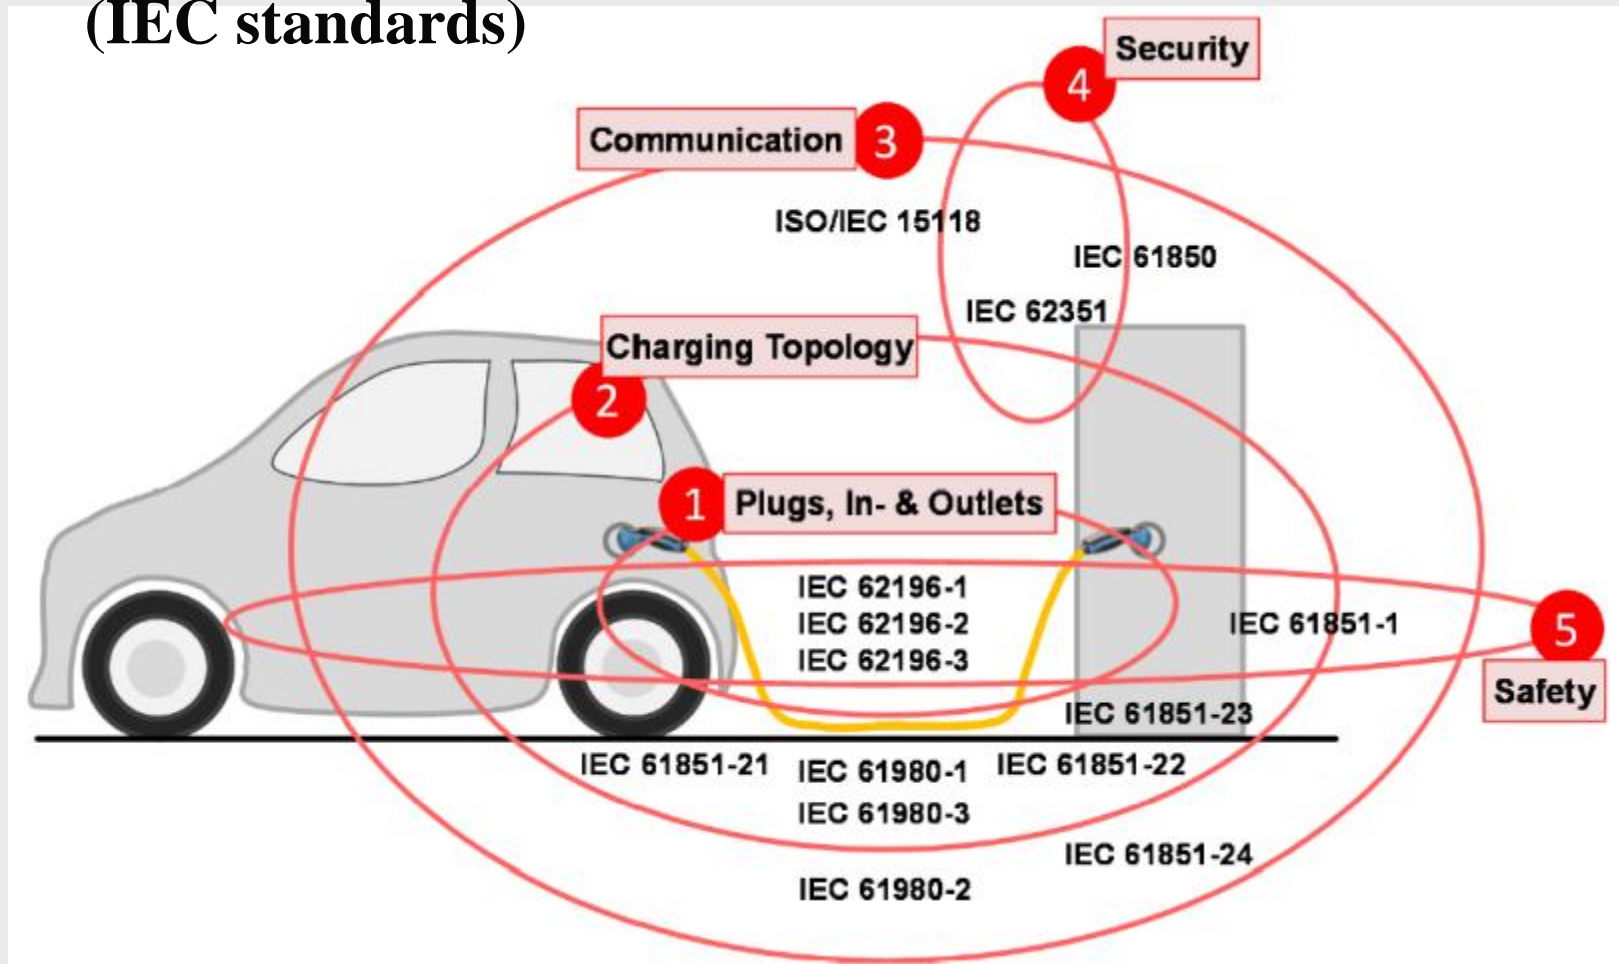 (IEC standards)
Security
4
Communication
3
ISO/IEC 15118
IEC 61850
IEC 62351
Charging Topology
2
1
Plugs, In- & Outlets
IEC 62196-1
IEC 62196-2
IEC 62196-3
IEC 61851-1
5
Safety
IEC 61851-23
IEC 61851-21
IEC 61980-1
IEC 61851-22
IEC 61980-3
IEC 61851-24
IEC 61980-2